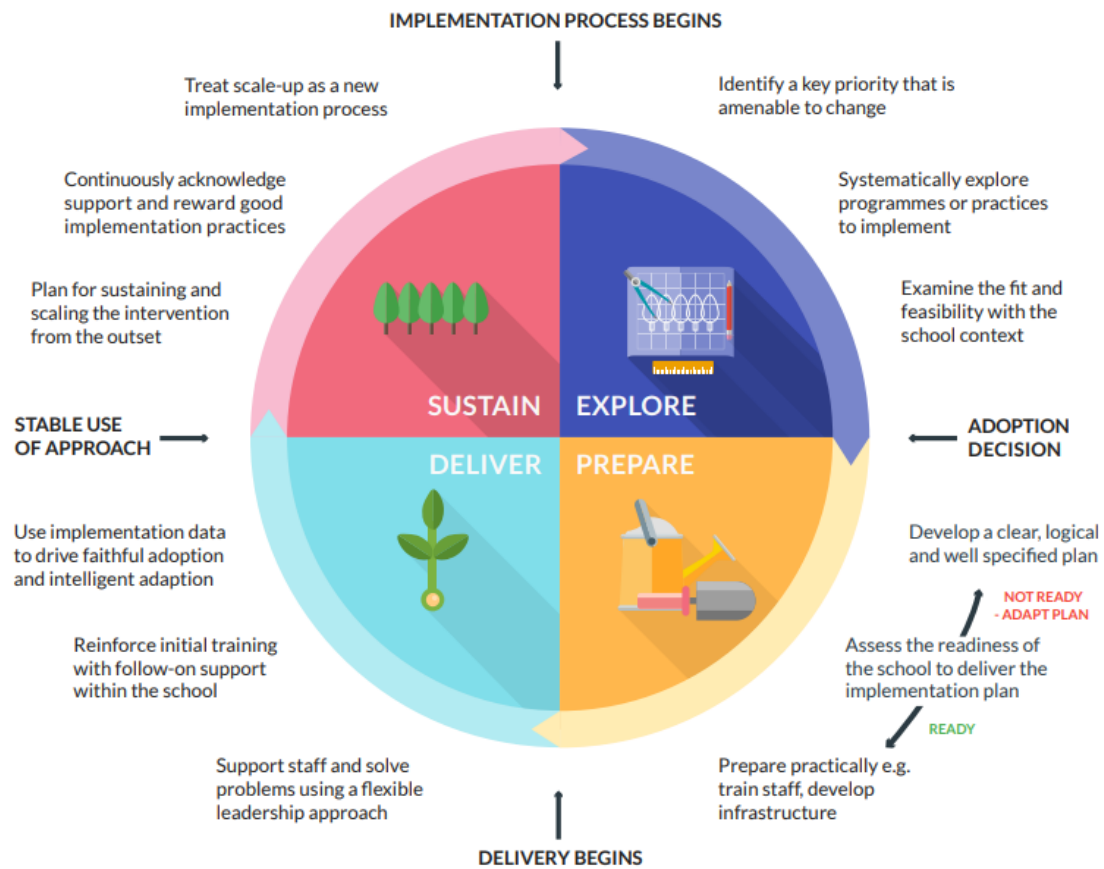 IMPLEMENTATION PROCESS BEGINS
Treat scale-up as a new
implementation process
Identify a key priority that is
amenable to change
Continuously acknowledge
support and reward good
implementation practices
Systematically explore
programmes or practices
to implement
Plan for sustaining and
scaling the intervention
from the outset
Examine the fit and
feasibility with the
school context
SUSTAIN
EXPLORE
STABLE USE
OF APPROACH
ADOPTION
DECISION
DELIVER
PREPARE
Use implementation data
to drive faithful adoption
and intelligent adaption
Develop a clear, logical
and well specified plan
NOT READY
- ADAPT PLAN
Reinforce initial training
with follow-on support
within the school
Assess the readiness of
the school to deliver the
implementation plan
READY
Support staff and solve
problems using a flexible
leadership approach
Prepare practically e.g.
train staff, develop
infrastructure
DELIVERY BEGINS